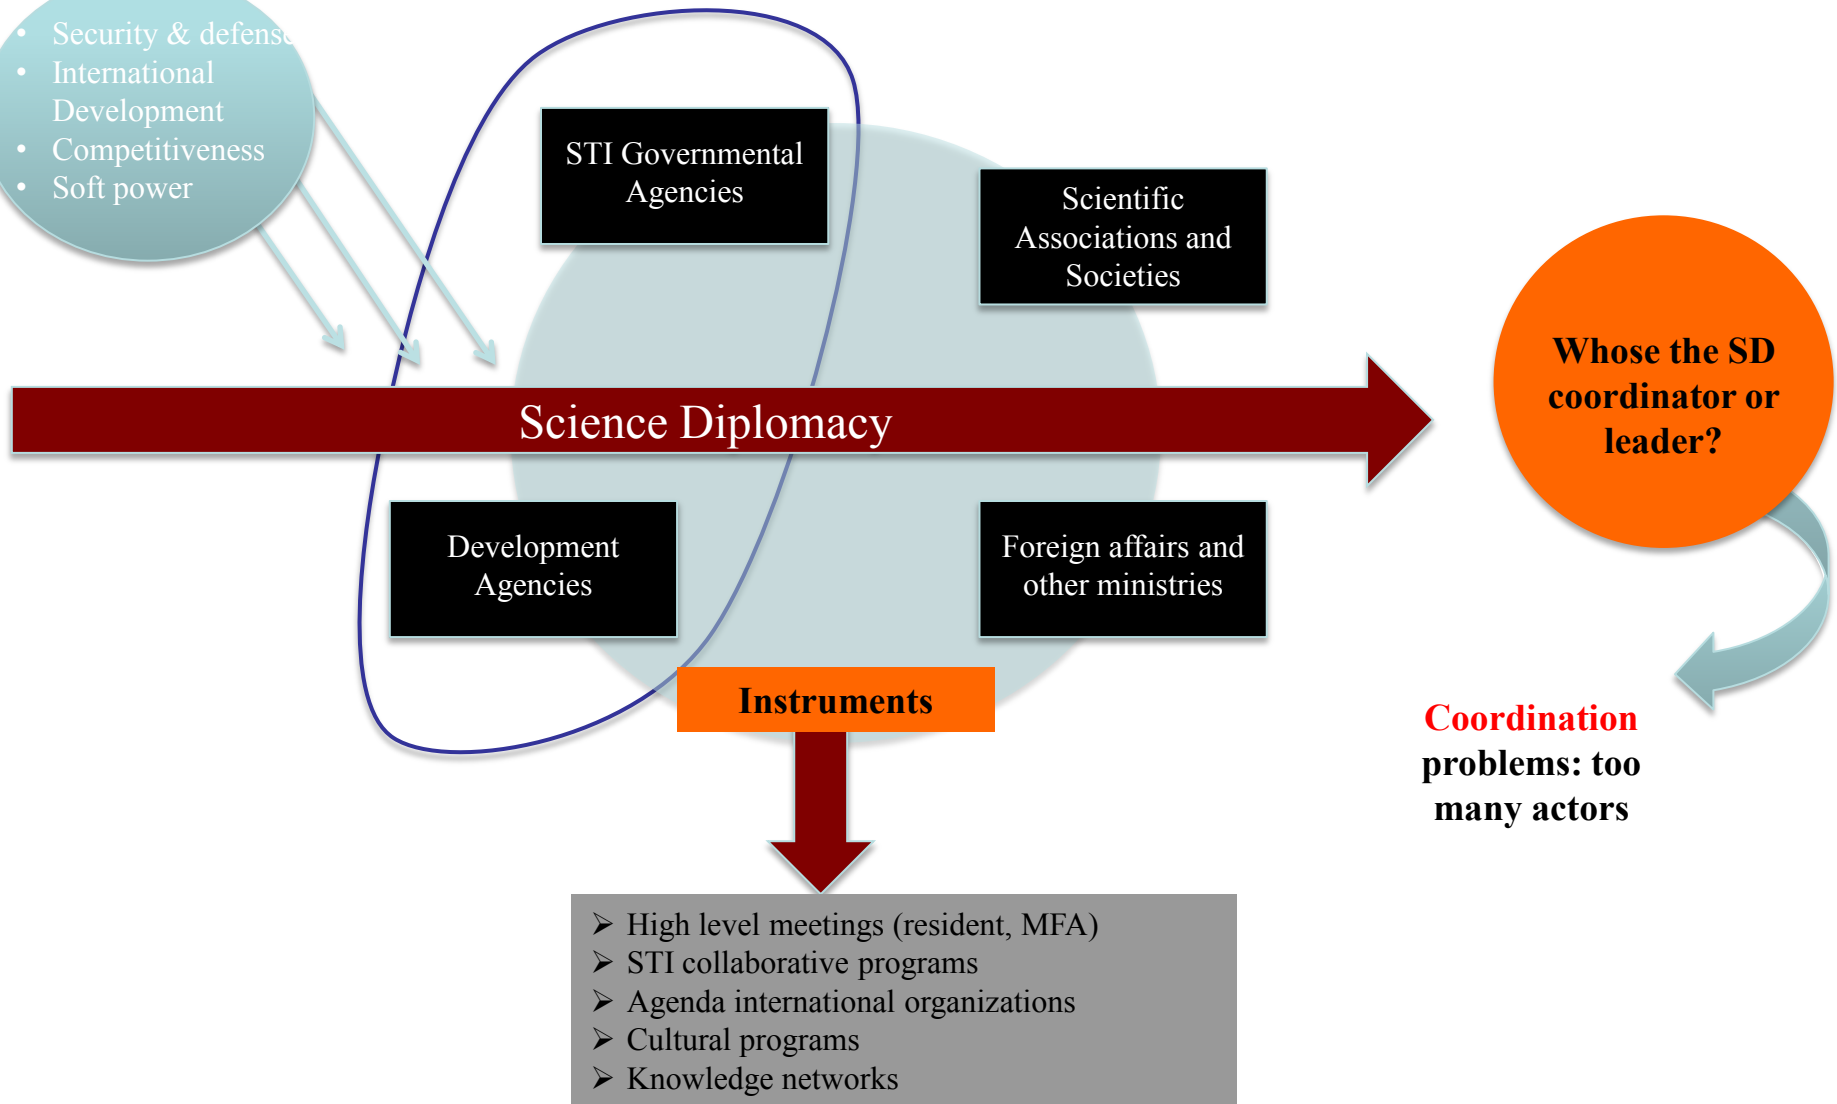 • Security & defense
• International
Development
• Competitiveness
• Soft power
STI Governmental
Agencies
Scientific
Associations and
Societies
Whose the SD
coordinator or
leader?
Science Diplomacy
Development
Agencies
Foreign affairs and
other ministries
Instruments
Coordination
problems: too
many actors
➢ High level meetings (resident, MFA)
➢ STI collaborative programs
➢ Agenda international organizations
➢ Cultural programs
➢ Knowledge networks